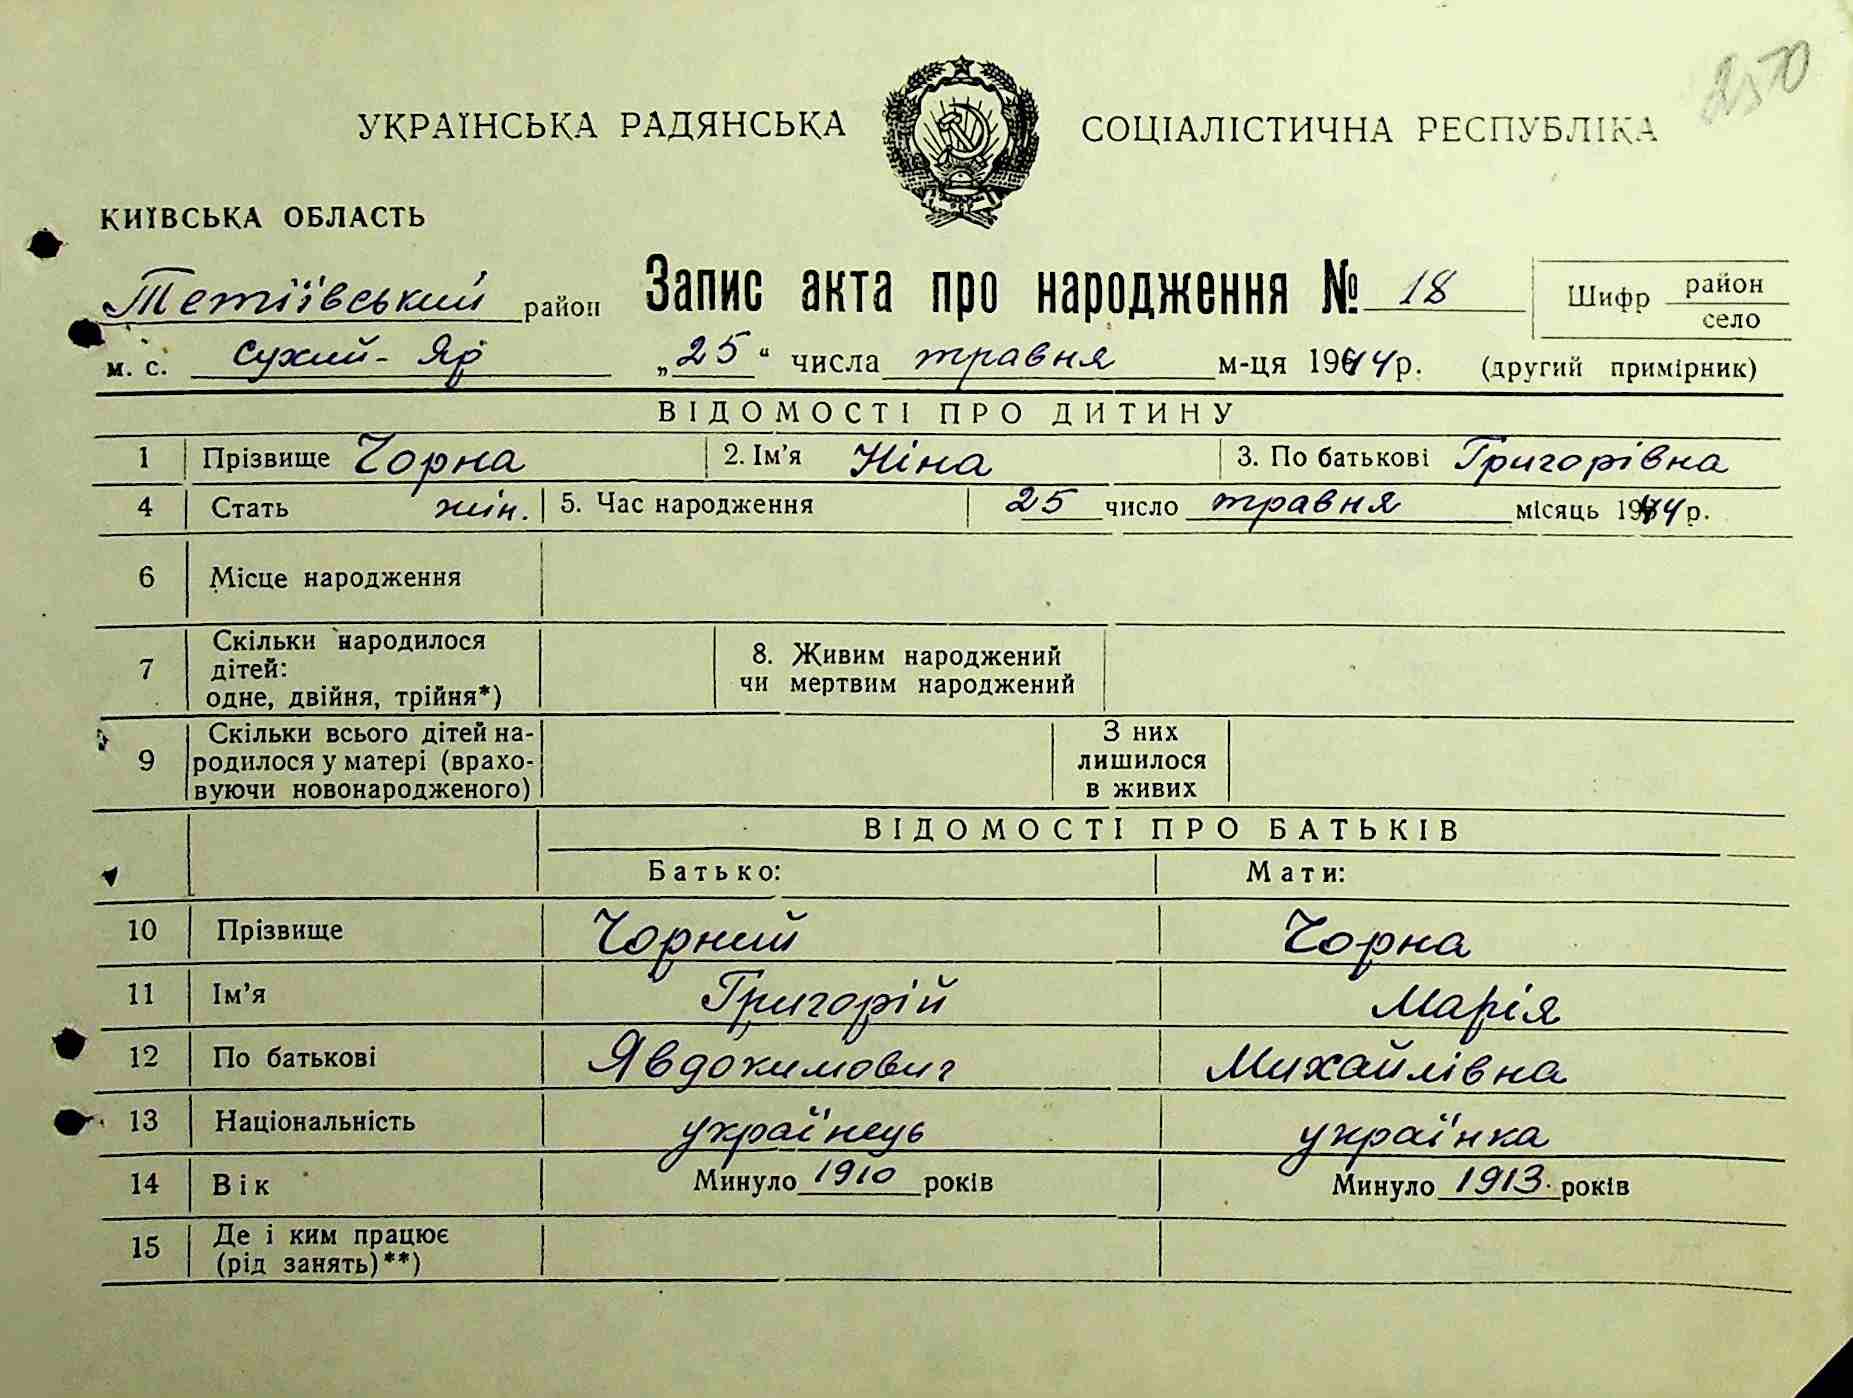 2570
УКРАЇНСЬКА РАДЯНСЬКА СОЦІАЛІСТИЧНА РЕСПУБЛІКА
КИЇВСЬКА ОБЛАСТЬ
Тетіївський район Запис акта про народження № 18 Шифр район село
м. с. Сухий-Яр „25“ числа травня м-ця 1944 р. (другий примірник)
ВІДОМОСТІ ПРО ДИТИНУ
1 Прізвище Чорна 2. Ім'я Ніна 3. По батькові Григорівна
4 Стать жін. 5. Час народження 25 число травня місяць 1944 р.
6 Місце народження
7 Скільки народилося дітей: одне, двійня, трійня*) 8. Живим народжений чи мертвим народжений
9 Скільки всього дітей народилося у матері (враховуючи новонародженого) З них лишилося в живих
ВІДОМОСТІ ПРО БАТЬКІВ
Батько: Мати:
10 Прізвище Чорний Чорна
11 Ім'я Григорій Марія
12 По батькові Явдокимович Михайлівна
13 Національність українець українка
14 Вік Минуло 1910 років Минуло 1913. років
15 Де і ким працює (рід занять)**)